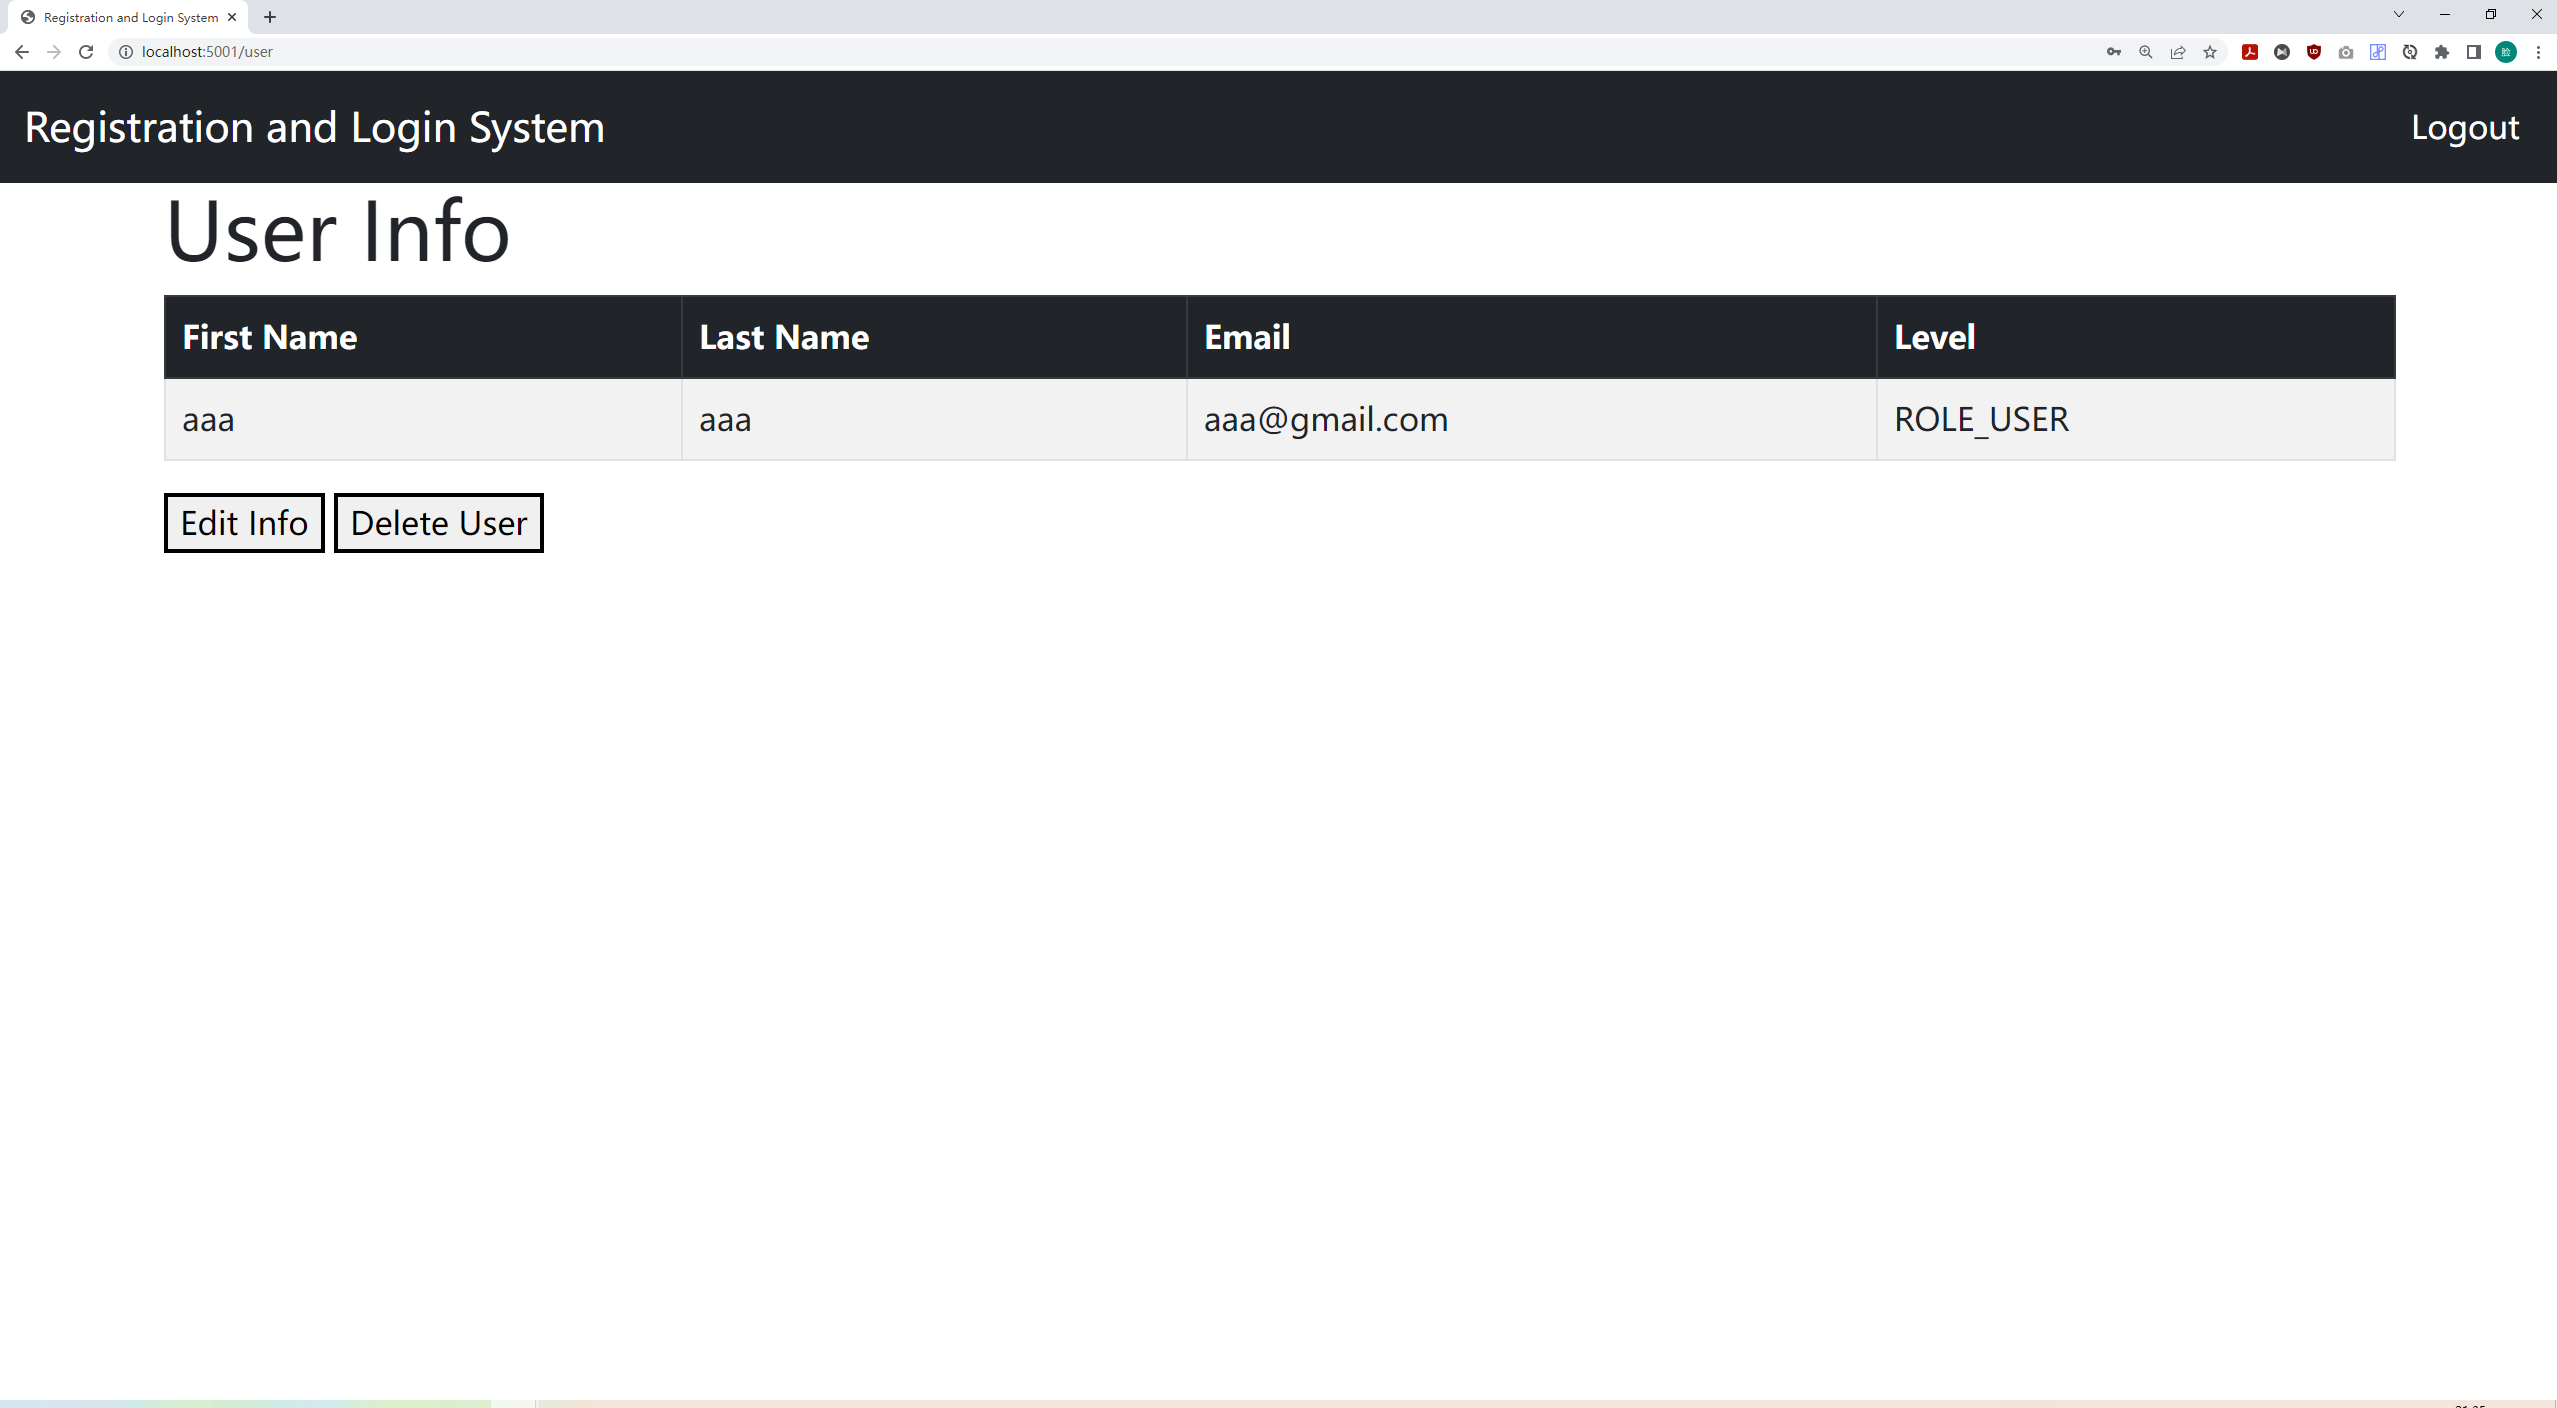 Registration and Login System
localhost:5001/user
Registration and Login System Logout
User Info
First Name Last Name Email Level
aaa aaa aaa@gmail.com ROLE_USER
Edit Info Delete User